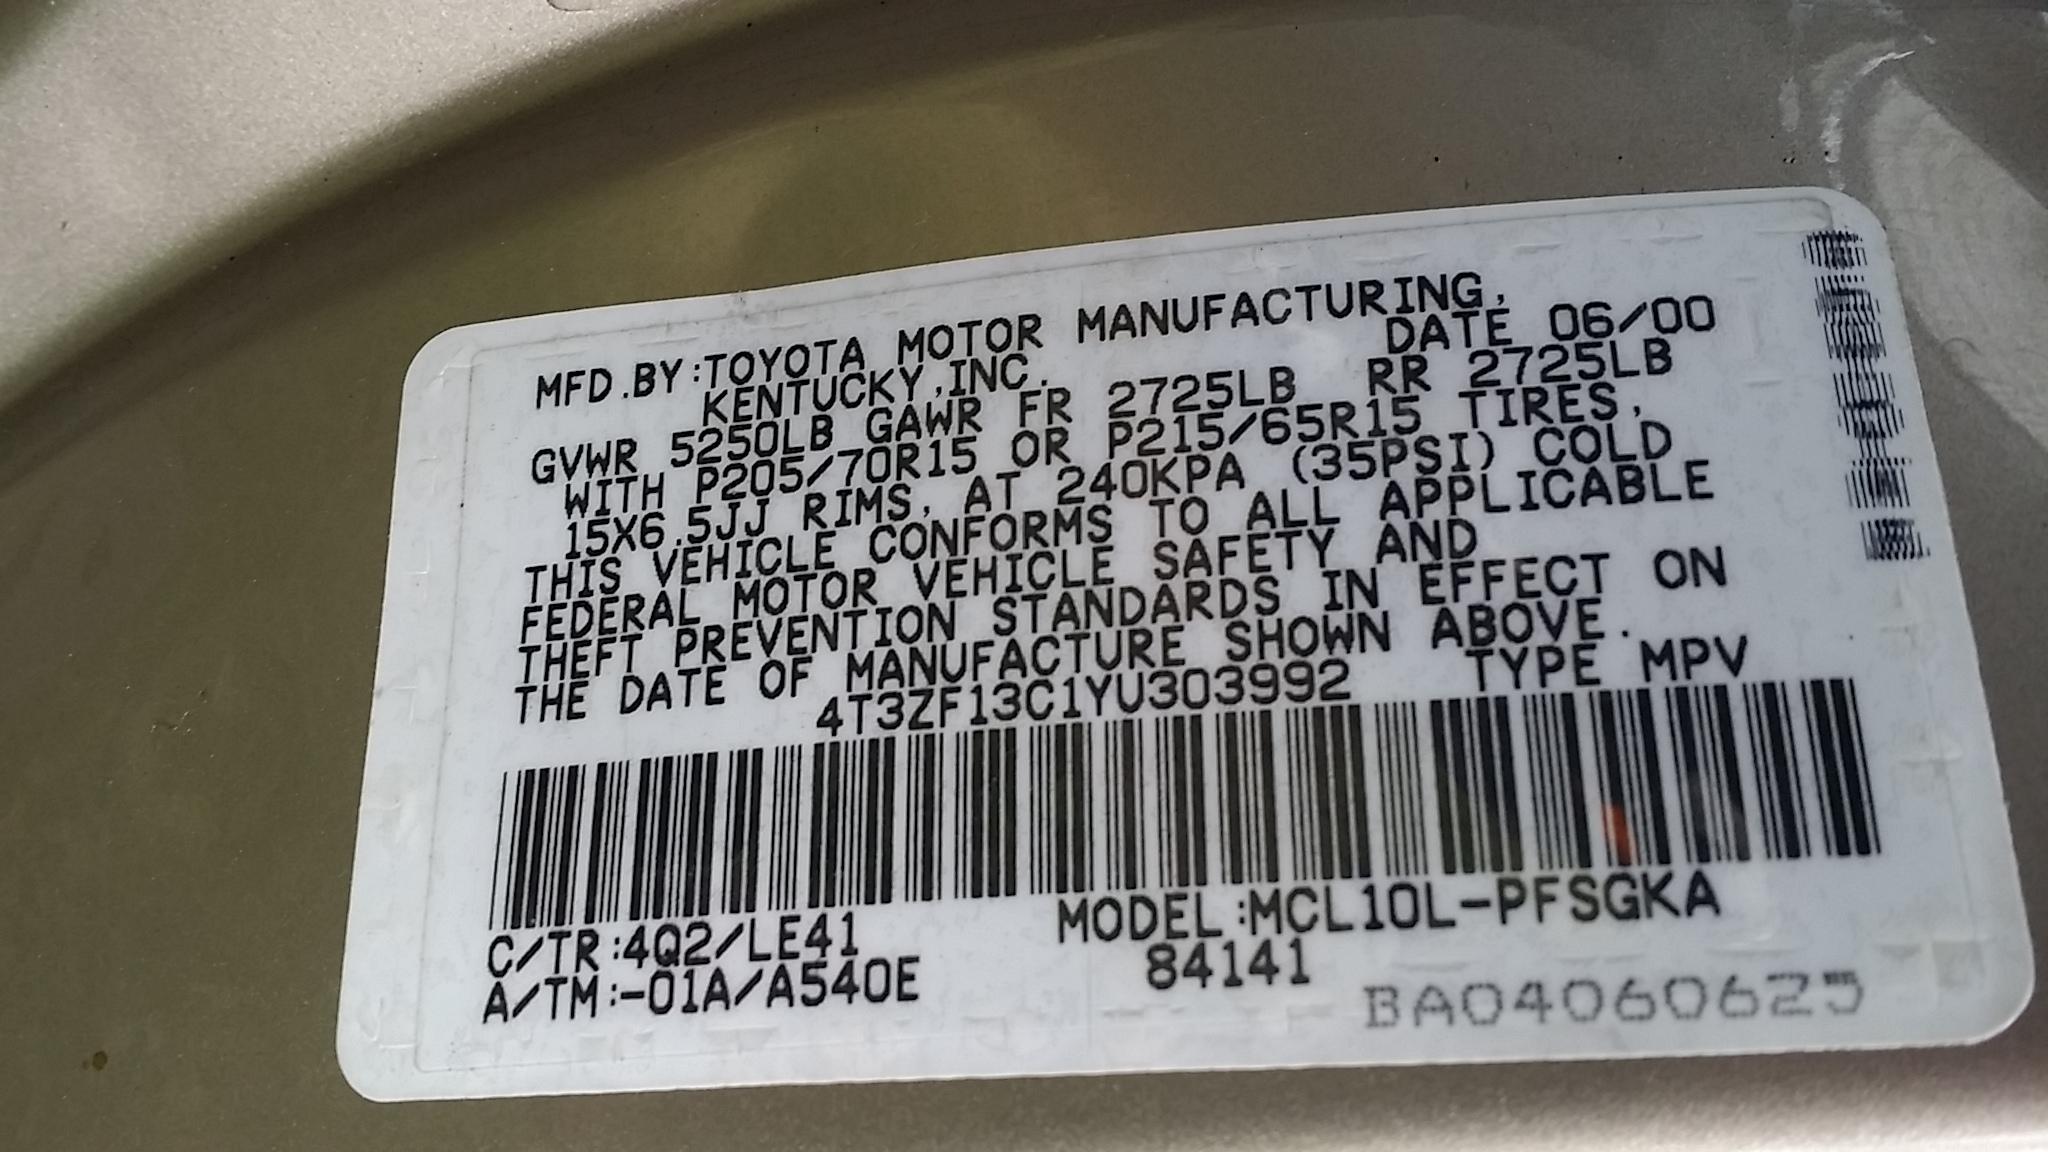 MFD.BY:TOYOTA MOTOR MANUFACTURING,
KENTUCKY,INC. DATE 06/00
GVWR 5250LB GAWR FR 2725LB RR 2725LB
WITH P205/70R15 OR P215/65R15 TIRES,
15X6.5JJ RIMS, AT 240KPA (35PSI) COLD
THIS VEHICLE CONFORMS TO ALL APPLICABLE
FEDERAL MOTOR VEHICLE SAFETY AND
THEFT PREVENTION STANDARDS IN EFFECT ON
THE DATE OF MANUFACTURE SHOWN ABOVE.
4T3ZF13C1YU303992 TYPE MPV
C/TR:4Q2/LE41 MODEL:MCL10L-PFSGKA
A/TM:-01A/A540E 84141
BA04060625